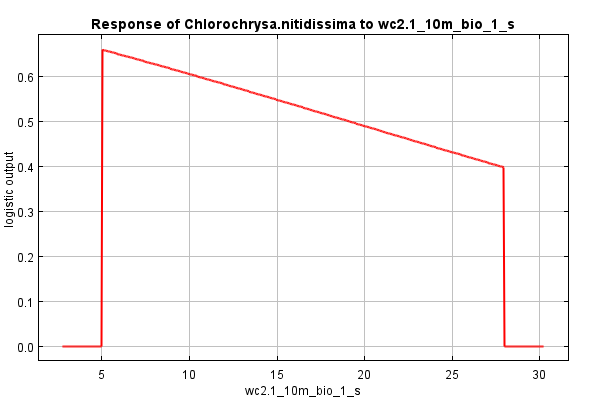 Response of Chlorochrysa.nitidissima to wc2.1_10m_bio_1_s
logistic output
0.6
0.5
0.4
0.3
0.2
0.1
0.0
5 10 15 20 25 30
wc2.1_10m_bio_1_s